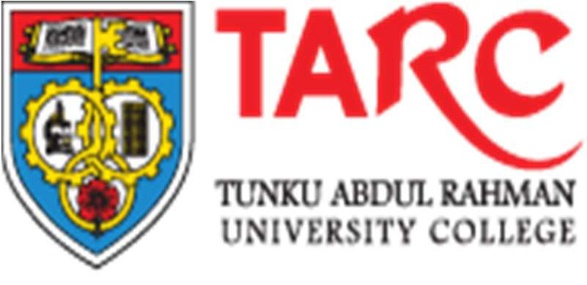 TARC
TUNKU ABDUL RAHMAN
UNIVERSITY COLLEGE